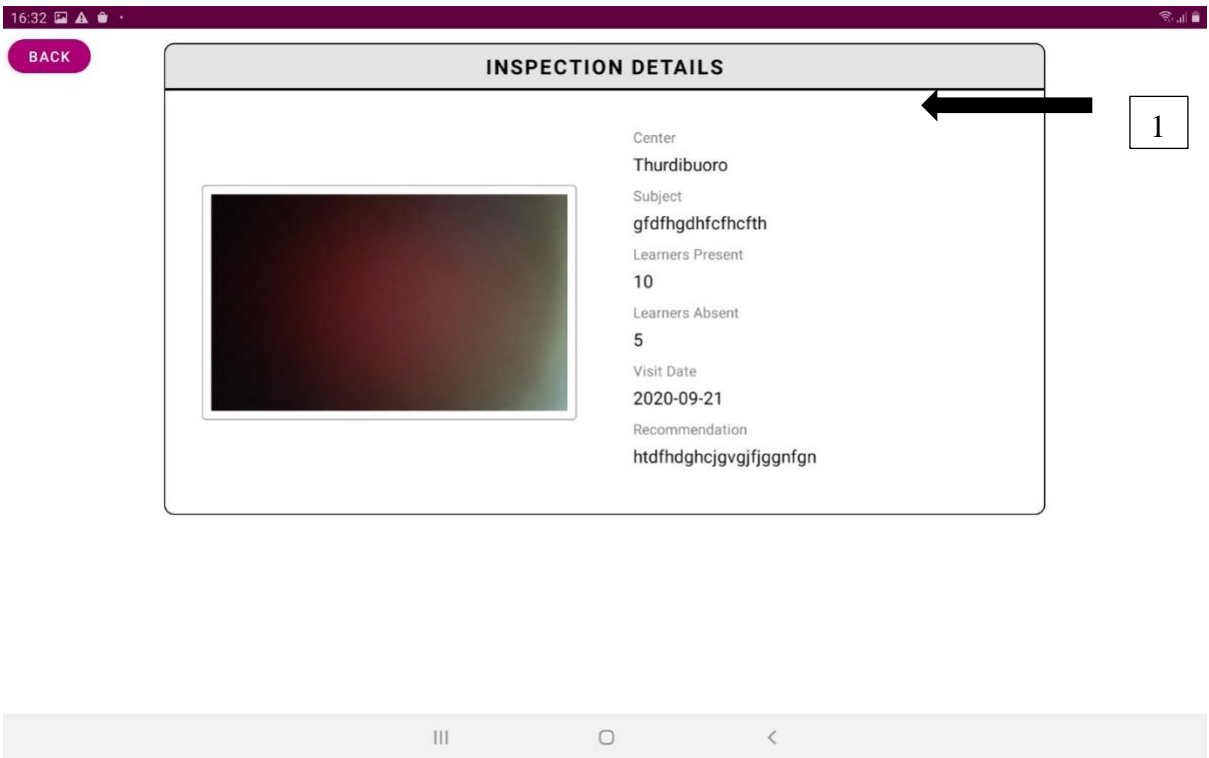 16:32
BACK
INSPECTION DETAILS
1
Center
Thurdibuoro
Subject
gfdfhgdhfcfhcfth
Learners Present
10
Learners Absent
5
Visit Date
2020-09-21
Recommendation
htdfhdghcjgvgjfjggnfgn